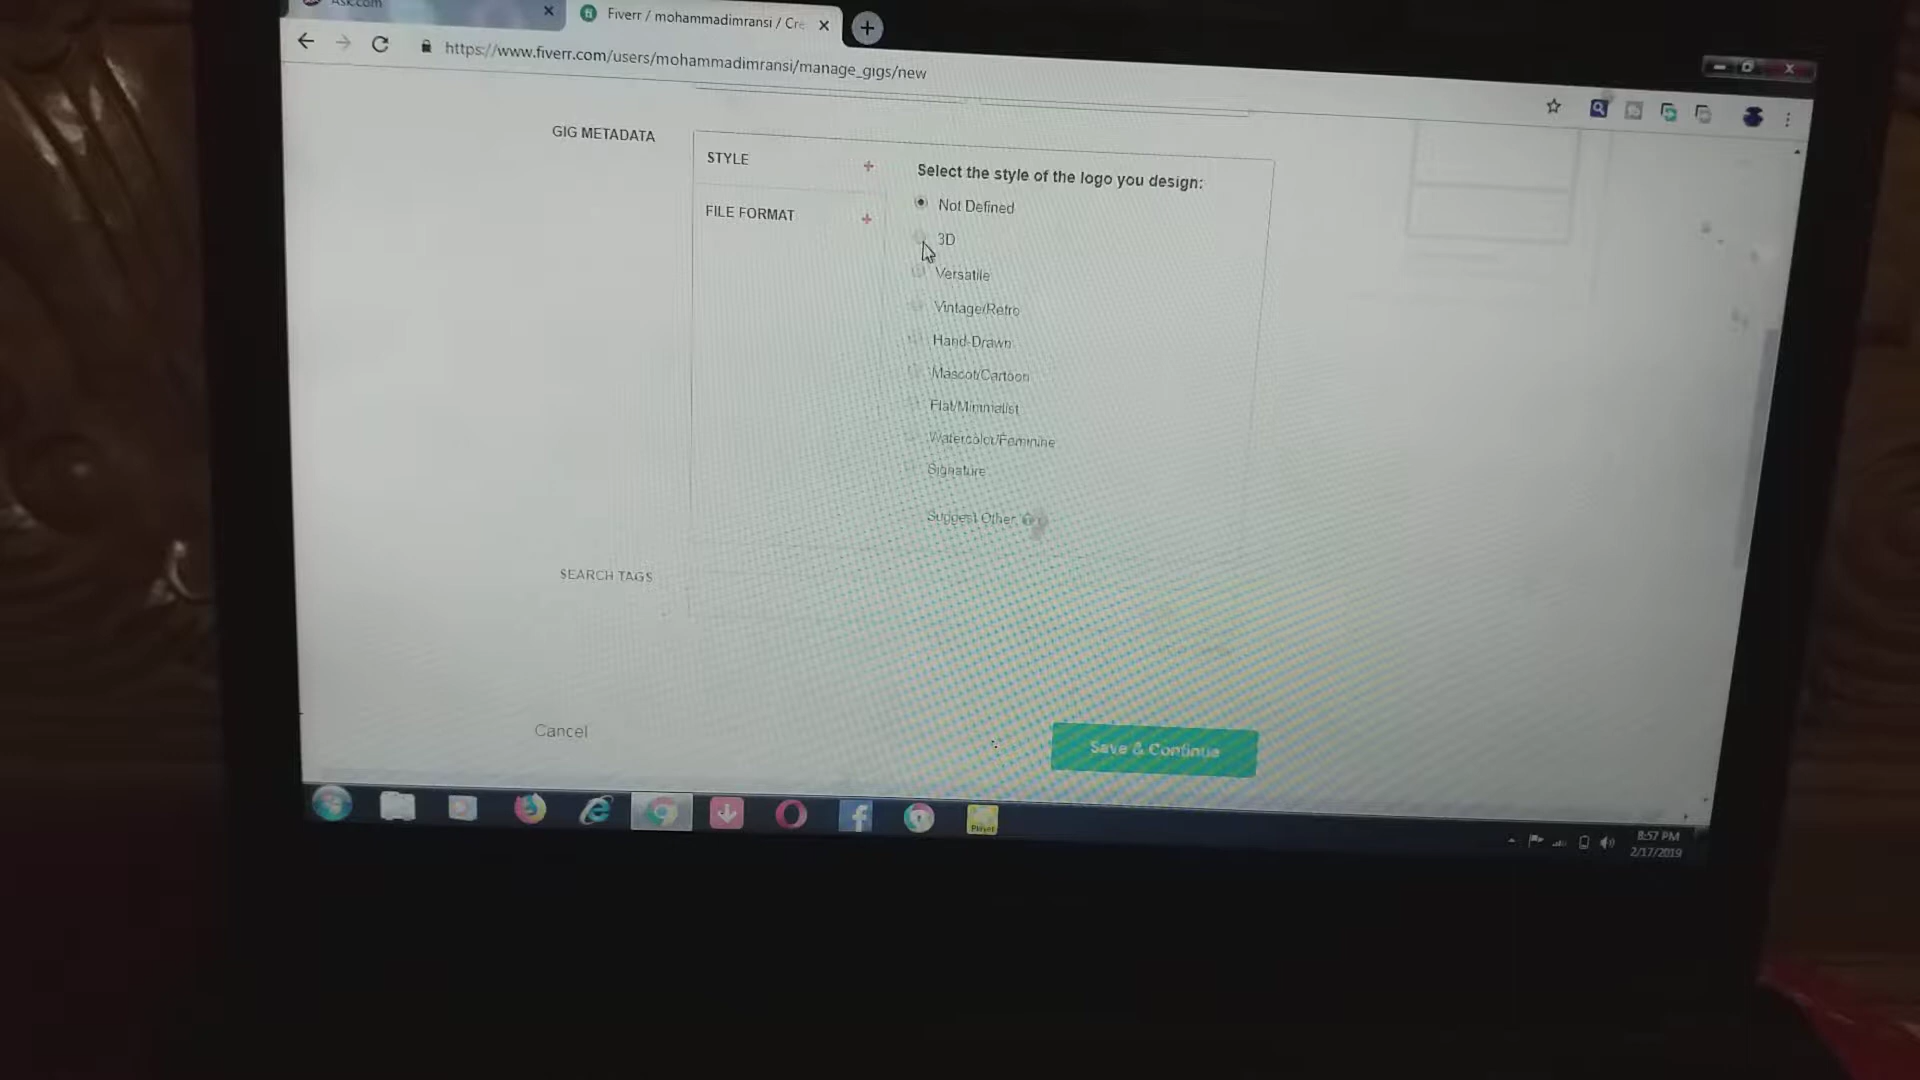 Ask.com
Fiverr / mohammadimransi / Cre
https://www.fiverr.com/users/mohammadimransi/manage_gigs/new
GIG METADATA
STYLE
FILE FORMAT
Select the style of the logo you design:
Not Defined
3D
Versatile
Vintage/Retro
Hand-Drawn
Mascot/Cartoon
Flat/Minimalist
Watercolor/Feminine
Signature
Suggest Other
SEARCH TAGS
Cancel
Save & Continue
Player
8:57 PM
2/17/2019